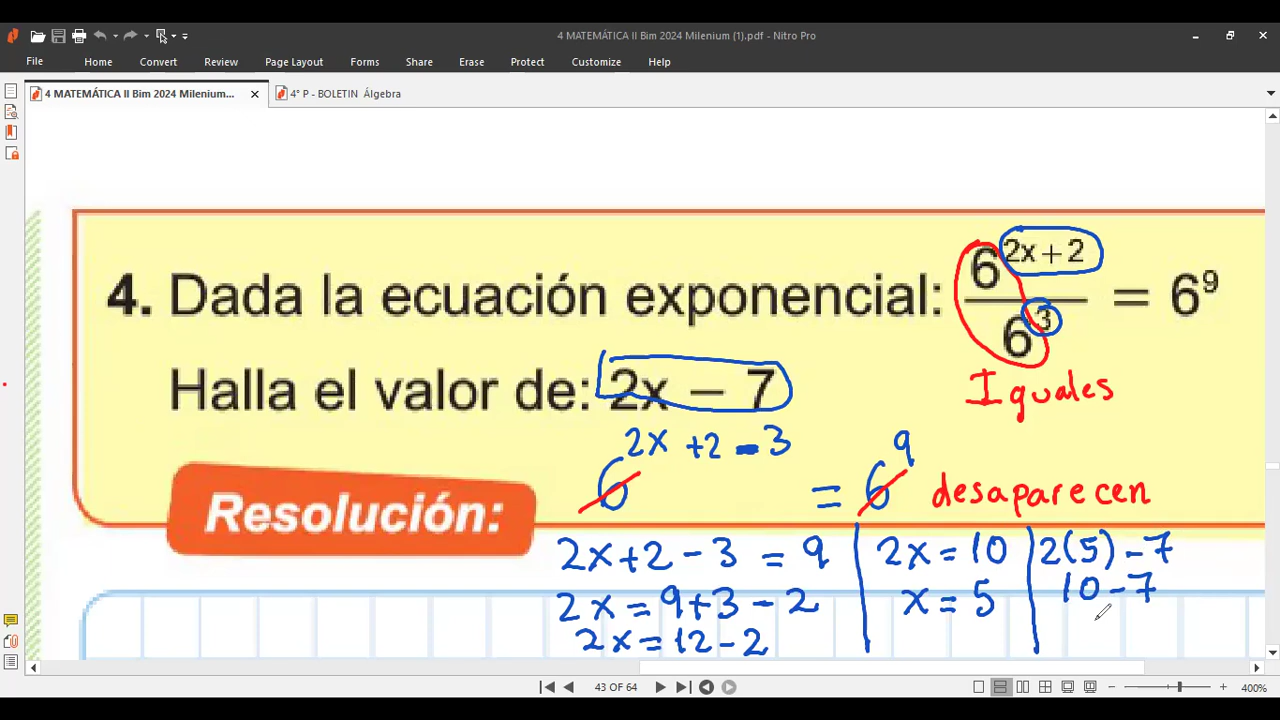 4 MATEMÁTICA II Bim 2024 Milenium (1).pdf - Nitro Pro
File Home Convert Review Page Layout Forms Share Erase Protect Customize Help
4 MATEMÁTICA II Bim 2024 Milenium... 4° P - BOLETIN Álgebra
4. Dada la ecuación exponencial: 6^(2x + 2) / 6^3 = 6^9
Halla el valor de: 2x – 7
Iguales
6^(2x + 2 - 3) = 6^9 desaparecen
Resolución:
2x+2-3 = 9
2x = 9+3-2
2x = 12-2
2x = 10
x = 5
2(5)-7
10-7
43 OF 64
400%